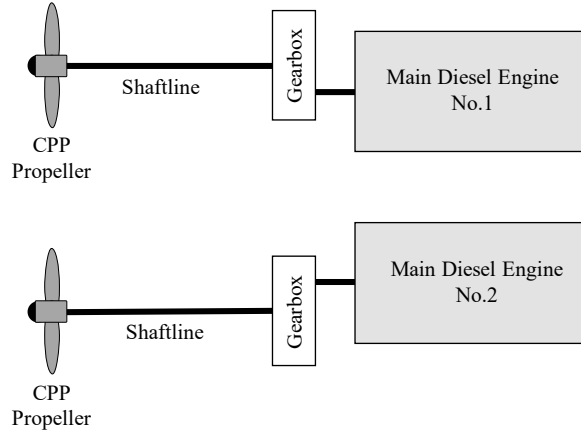 Gearbox
Main Diesel Engine
No.1
Shaftline
CPP
Propeller
Main Diesel Engine
No.2
Gearbox
Shaftline
CPP
Propeller